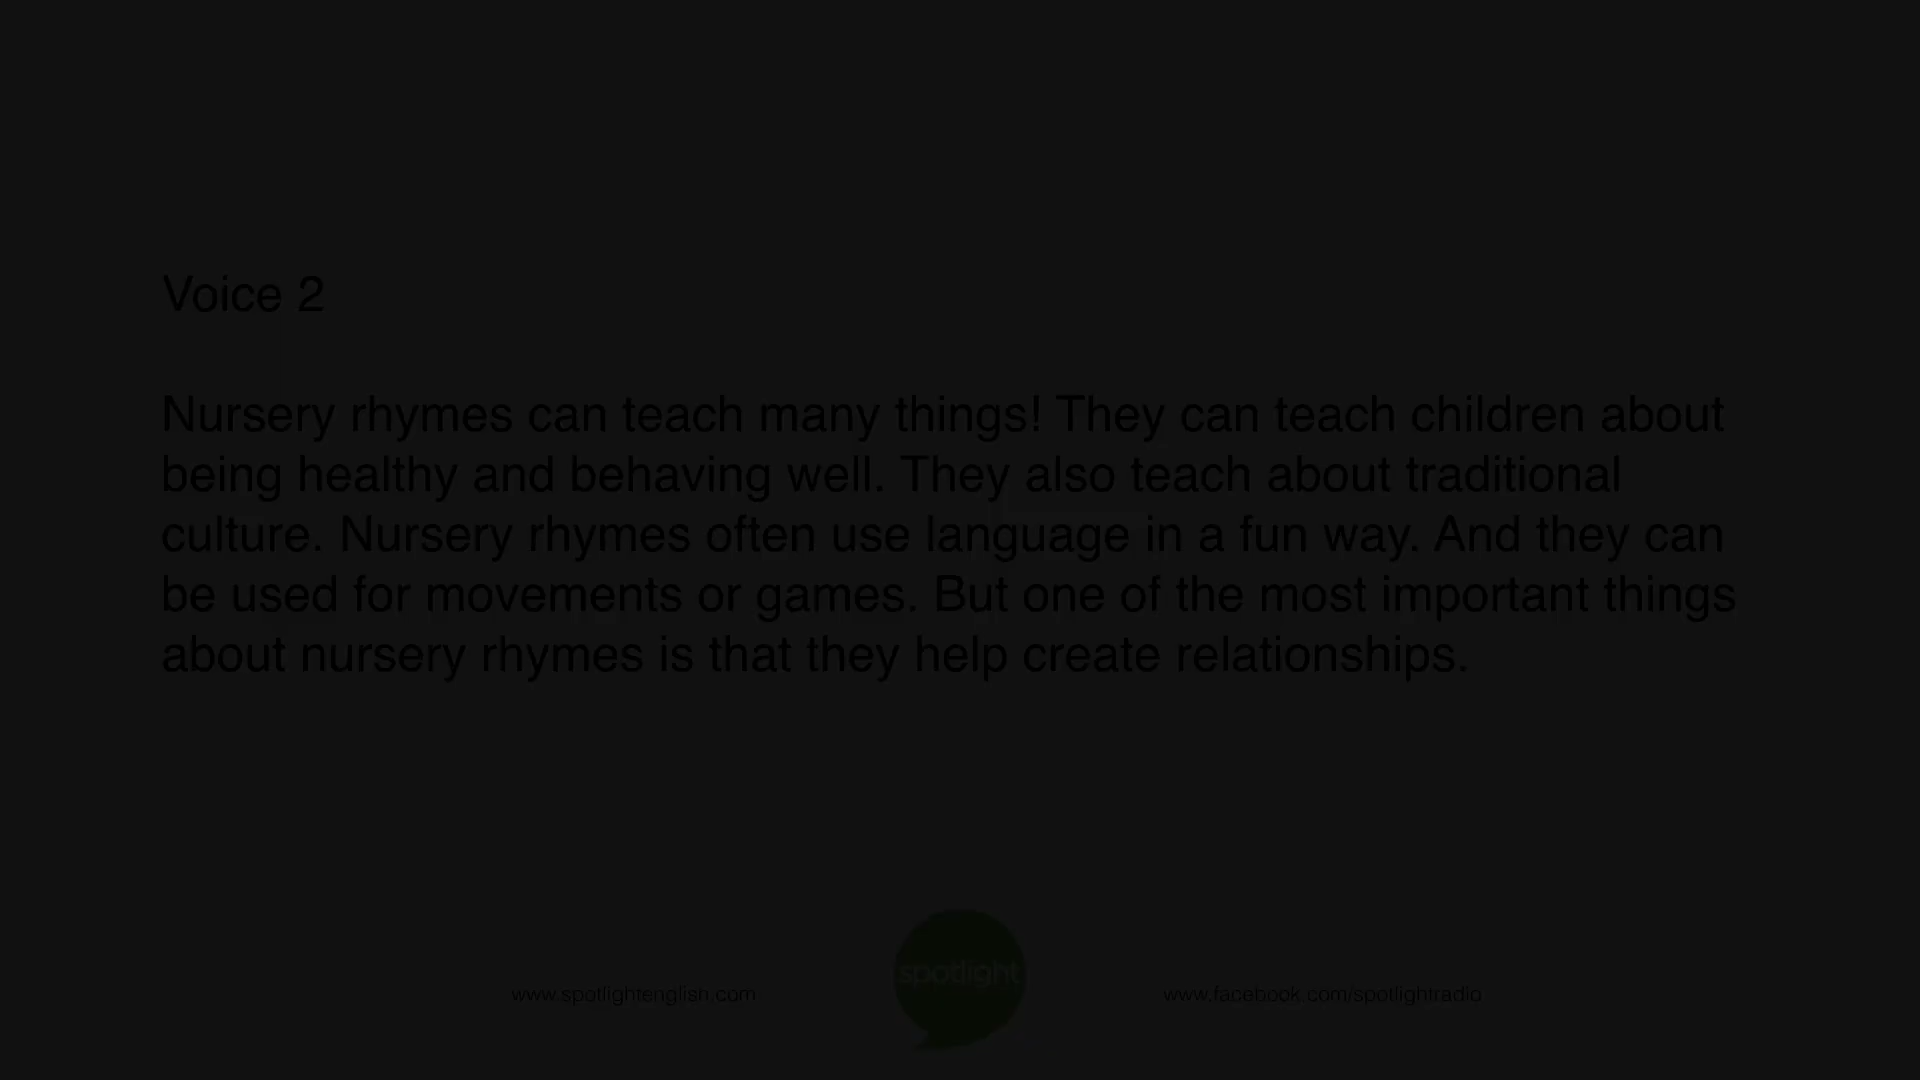 Voice 2
Nursery rhymes can teach many things! They can teach children about
being healthy and behaving well. They also teach about traditional
culture. Nursery rhymes often use language in a fun way. And they can
be used for movements or games. But one of the most important things
about nursery rhymes is that they help create relationships.
spotlight
www.spotlightenglish.com
www.facebook.com/spotlightradio